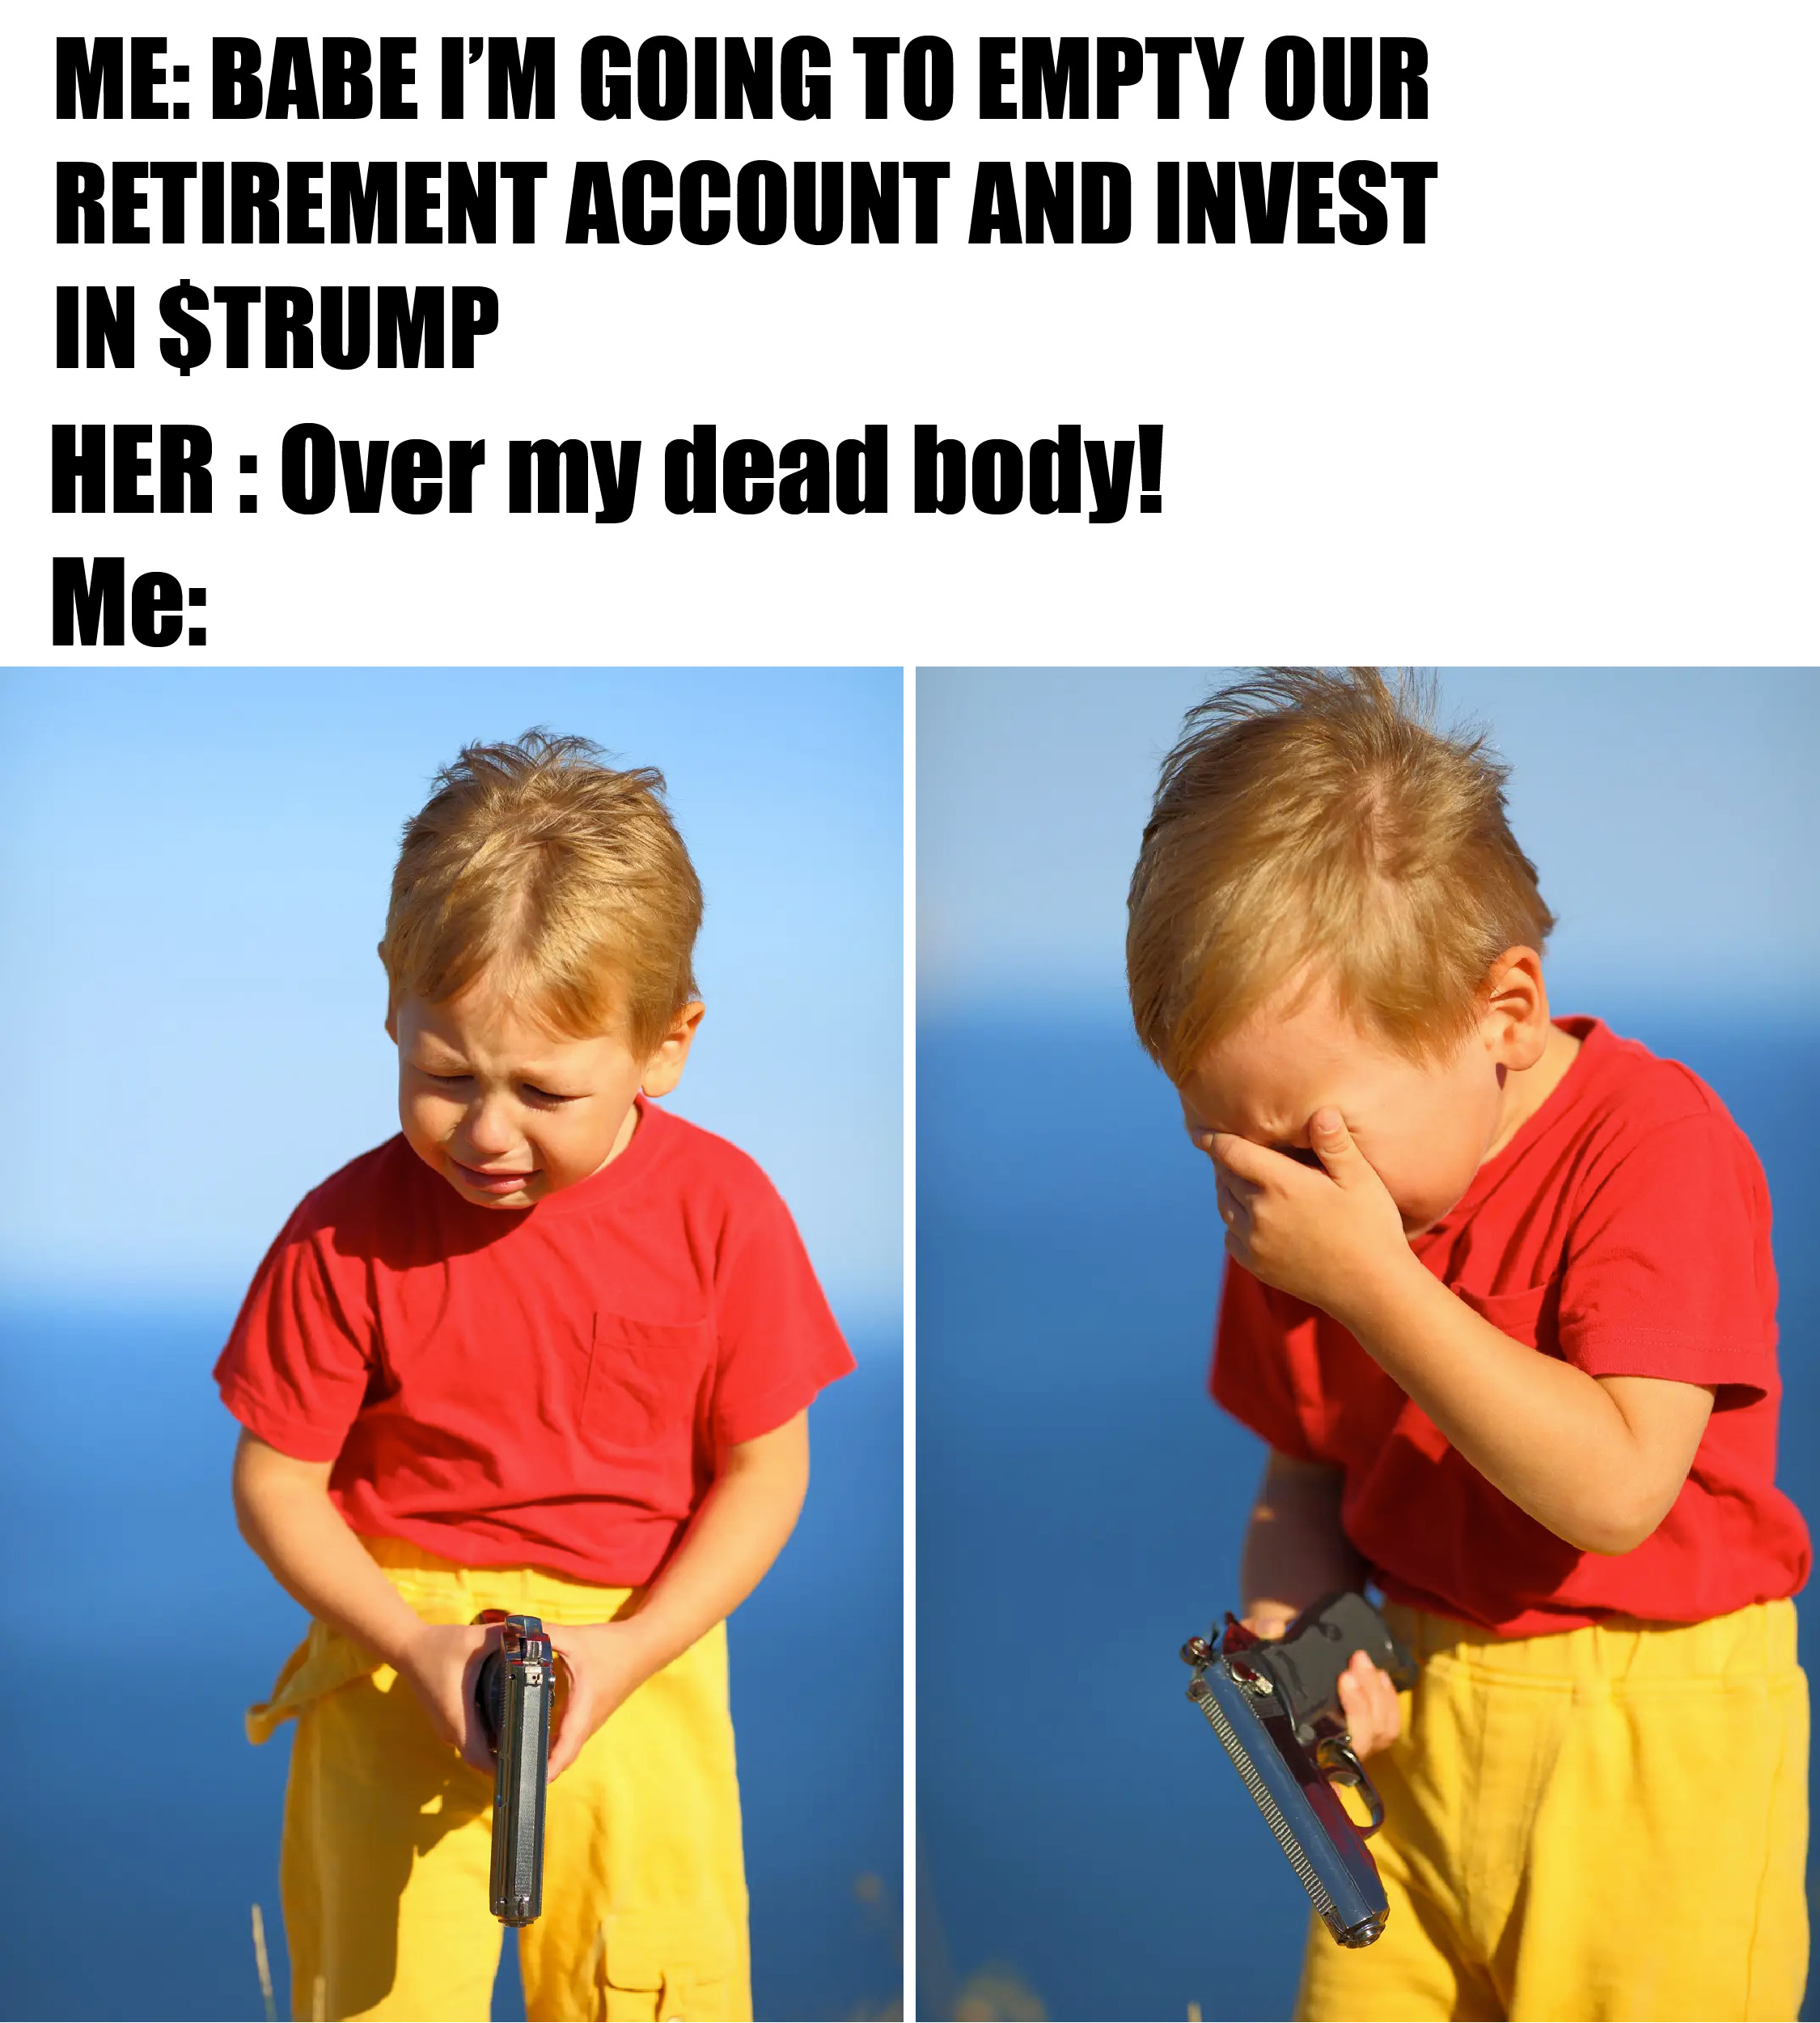 ME: BABE I’M GOING TO EMPTY OUR
RETIREMENT ACCOUNT AND INVEST
IN $TRUMP
HER : Over my dead body!
Me: